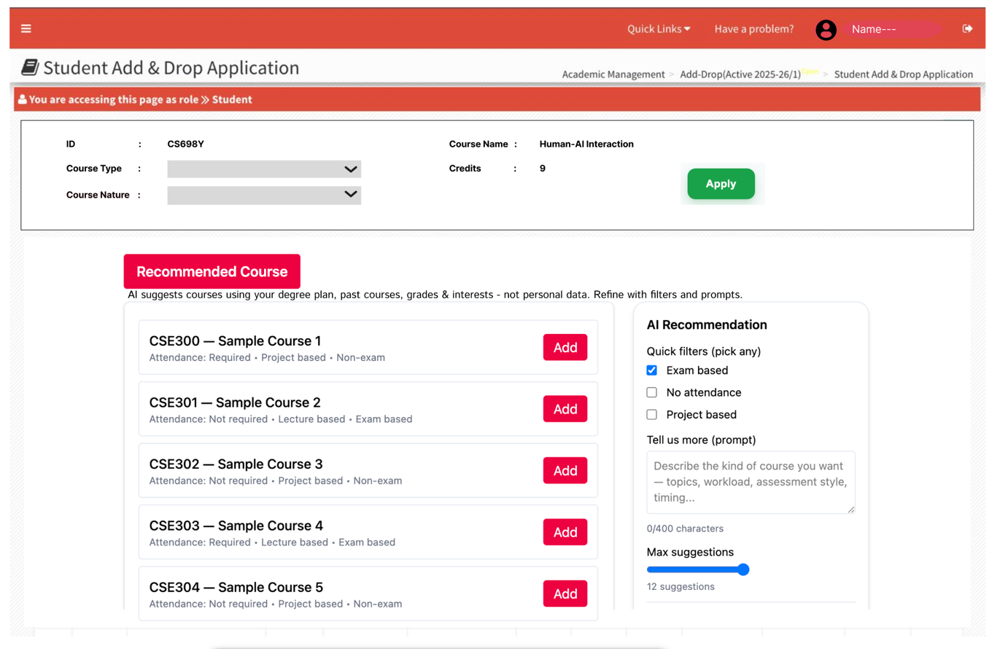 Quick Links Have a problem? Name---
Student Add & Drop Application
Academic Management > Add-Drop(Active 2025-26/1)Open > Student Add & Drop Application
You are accessing this page as role » Student
ID : CS698Y Course Name : Human-AI Interaction
Course Type : Credits : 9
Apply
Course Nature :
Recommended Course
AI suggests courses using your degree plan, past courses, grades & interests - not personal data. Refine with filters and prompts.
CSE300 — Sample Course 1
Attendance: Required • Project based • Non-exam
Add
CSE301 — Sample Course 2
Attendance: Not required • Lecture based • Exam based
Add
CSE302 — Sample Course 3
Attendance: Not required • Project based • Non-exam
Add
CSE303 — Sample Course 4
Attendance: Required • Lecture based • Exam based
Add
CSE304 — Sample Course 5
Attendance: Not required • Project based • Non-exam
Add
AI Recommendation
Quick filters (pick any)
Exam based
No attendance
Project based
Tell us more (prompt)
Describe the kind of course you want
— topics, workload, assessment style,
timing...
0/400 characters
Max suggestions
12 suggestions